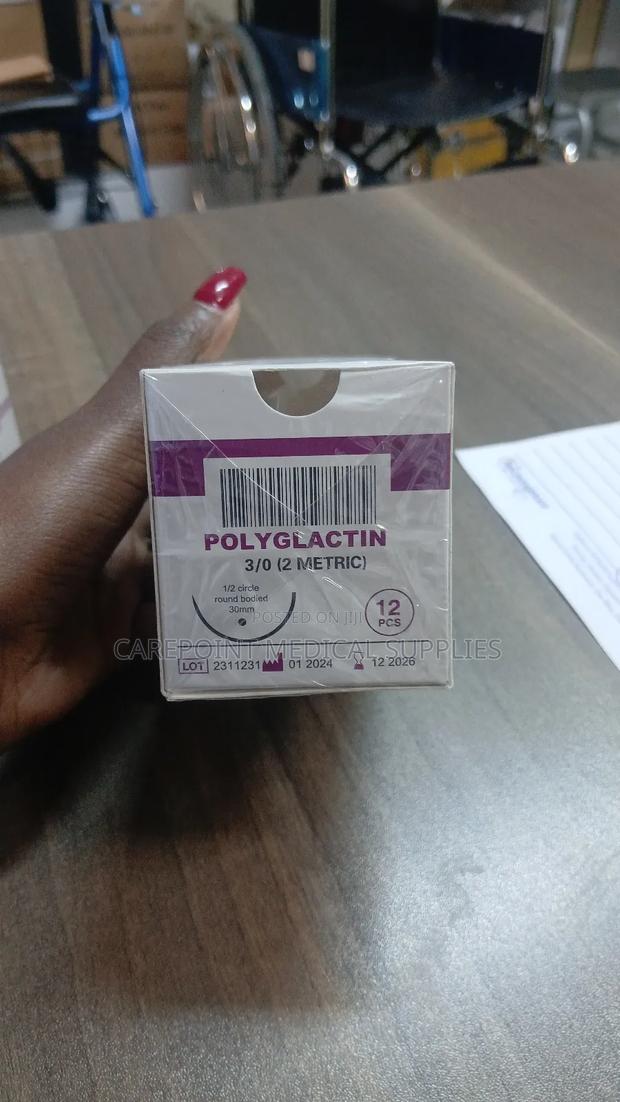 POLYGLACTIN
3/0 (2 METRIC)
1/2 circle
round bodied
30mm
12
PCS
POSTED ON JIJI
CAREPOINT MEDICAL SUPPLIES
LOT 2311231 01 2024 12 2026